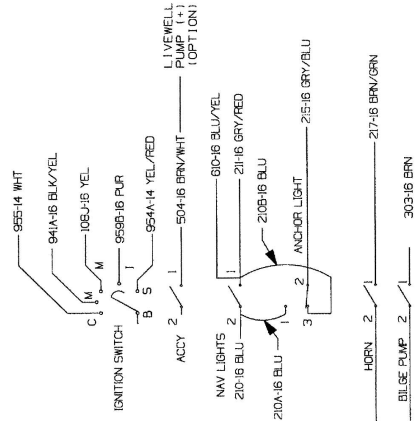 955-14 WHT
941A-16 BLK/YEL
106J-16 YEL
959B-16 PUR
954A-14 YEL/RED
504-16 BRN/WHT
LIVEWELL
PUMP (+)
(OPTION)
C
M
M
I
S
B
IGNITION SWITCH
2
1
ACCY
610-16 BLU/YEL
211-16 GRY/RED
210B-16 BLU
215-16 GRY/BLU
NAV LIGHTS
2
1
210-16 BLU
ANCHOR LIGHT
1
2
3
210A-16 BLU
217-16 BRN/GRN
HORN
2
1
303-16 BRN
BILGE PUMP
2
1